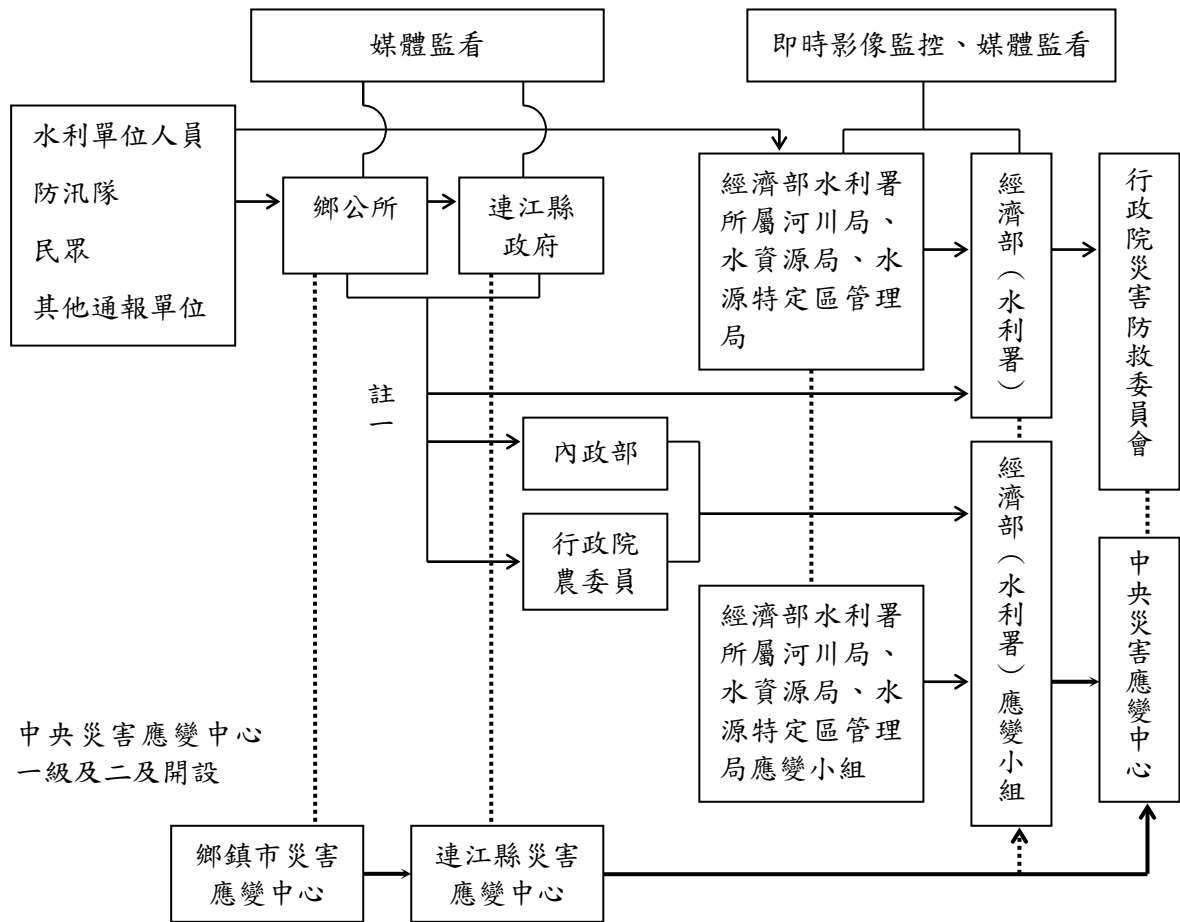 媒體監看
即時影像監控、媒體監看
水利單位人員
防汛隊
民眾
其他通報單位
鄉公所
連江縣
政府
經濟部水利署
所屬河川局、
水資源局、水
源特定區管理
局
經濟部（水利署）
行政院災害防救委員會
註一
內政部
行政院
農委員
經濟部水利署
所屬河川局、
水資源局、水
源特定區管理
局應變小組
經濟部（水利署）應變小組
中央災害應變中心
中央災害應變中心
一級及二及開設
鄉鎮市災害
應變中心
連江縣災害
應變中心